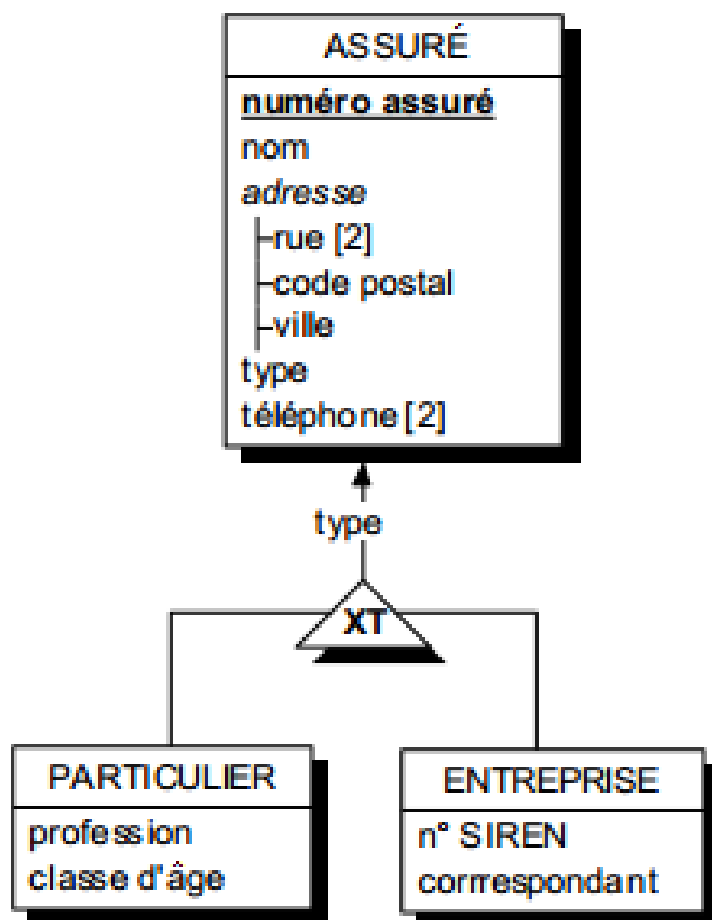 ASSURÉ
numéro assuré
nom
adresse
rue [2]
code postal
ville
type
téléphone [2]
type
XT
PARTICULIER
profession
classe d'âge
ENTREPRISE
n° SIREN
corrrespondant